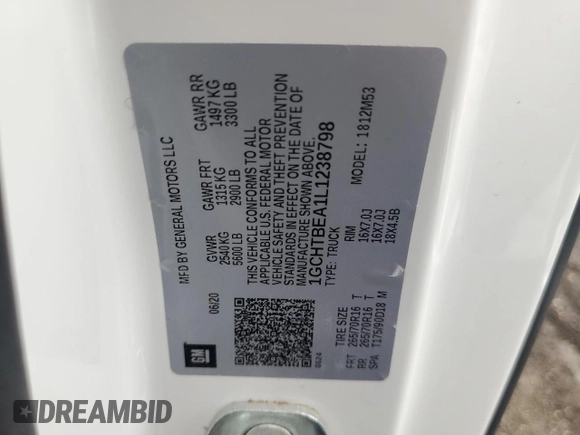 MFD BY GENERAL MOTORS LLC
06/20
GVWR
2540 KG
5600 LB
GAWR FRT
1315 KG
2900 LB
GAWR RR
1497 KG
3300 LB
THIS VEHICLE CONFORMS TO ALL
APPLICABLE U.S. FEDERAL MOTOR
VEHICLE SAFETY AND THEFT PREVENTION
STANDARDS IN EFFECT ON THE DATE OF
MANUFACTURE SHOWN ABOVE.
1GCHTBEA1L1238798
TYPE: TRUCK
1812M53
TIRE SIZE
RIM
FRT 265/70R16 T 16X7.0J
RR 265/70R16 T 16X7.0J
SPA T175/90D18 M 18X4.5B
GM
0624
DREAMBID